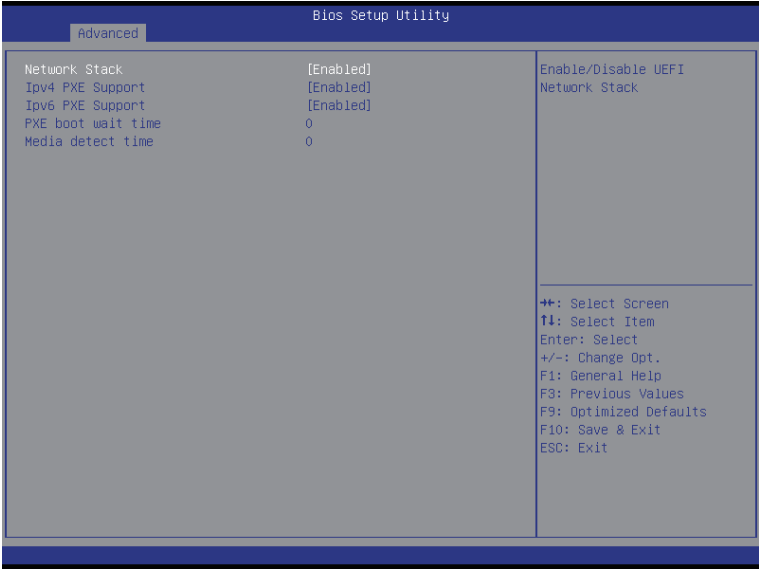 Bios Setup Utility
Advanced
Network Stack [Enabled]
Ipv4 PXE Support [Enabled]
Ipv6 PXE Support [Enabled]
PXE boot wait time 0
Media detect time 0
Enable/Disable UEFI
Network Stack
→←: Select Screen
↑↓: Select Item
Enter: Select
+/-: Change Opt.
F1: General Help
F3: Previous Values
F9: Optimized Defaults
F10: Save & Exit
ESC: Exit